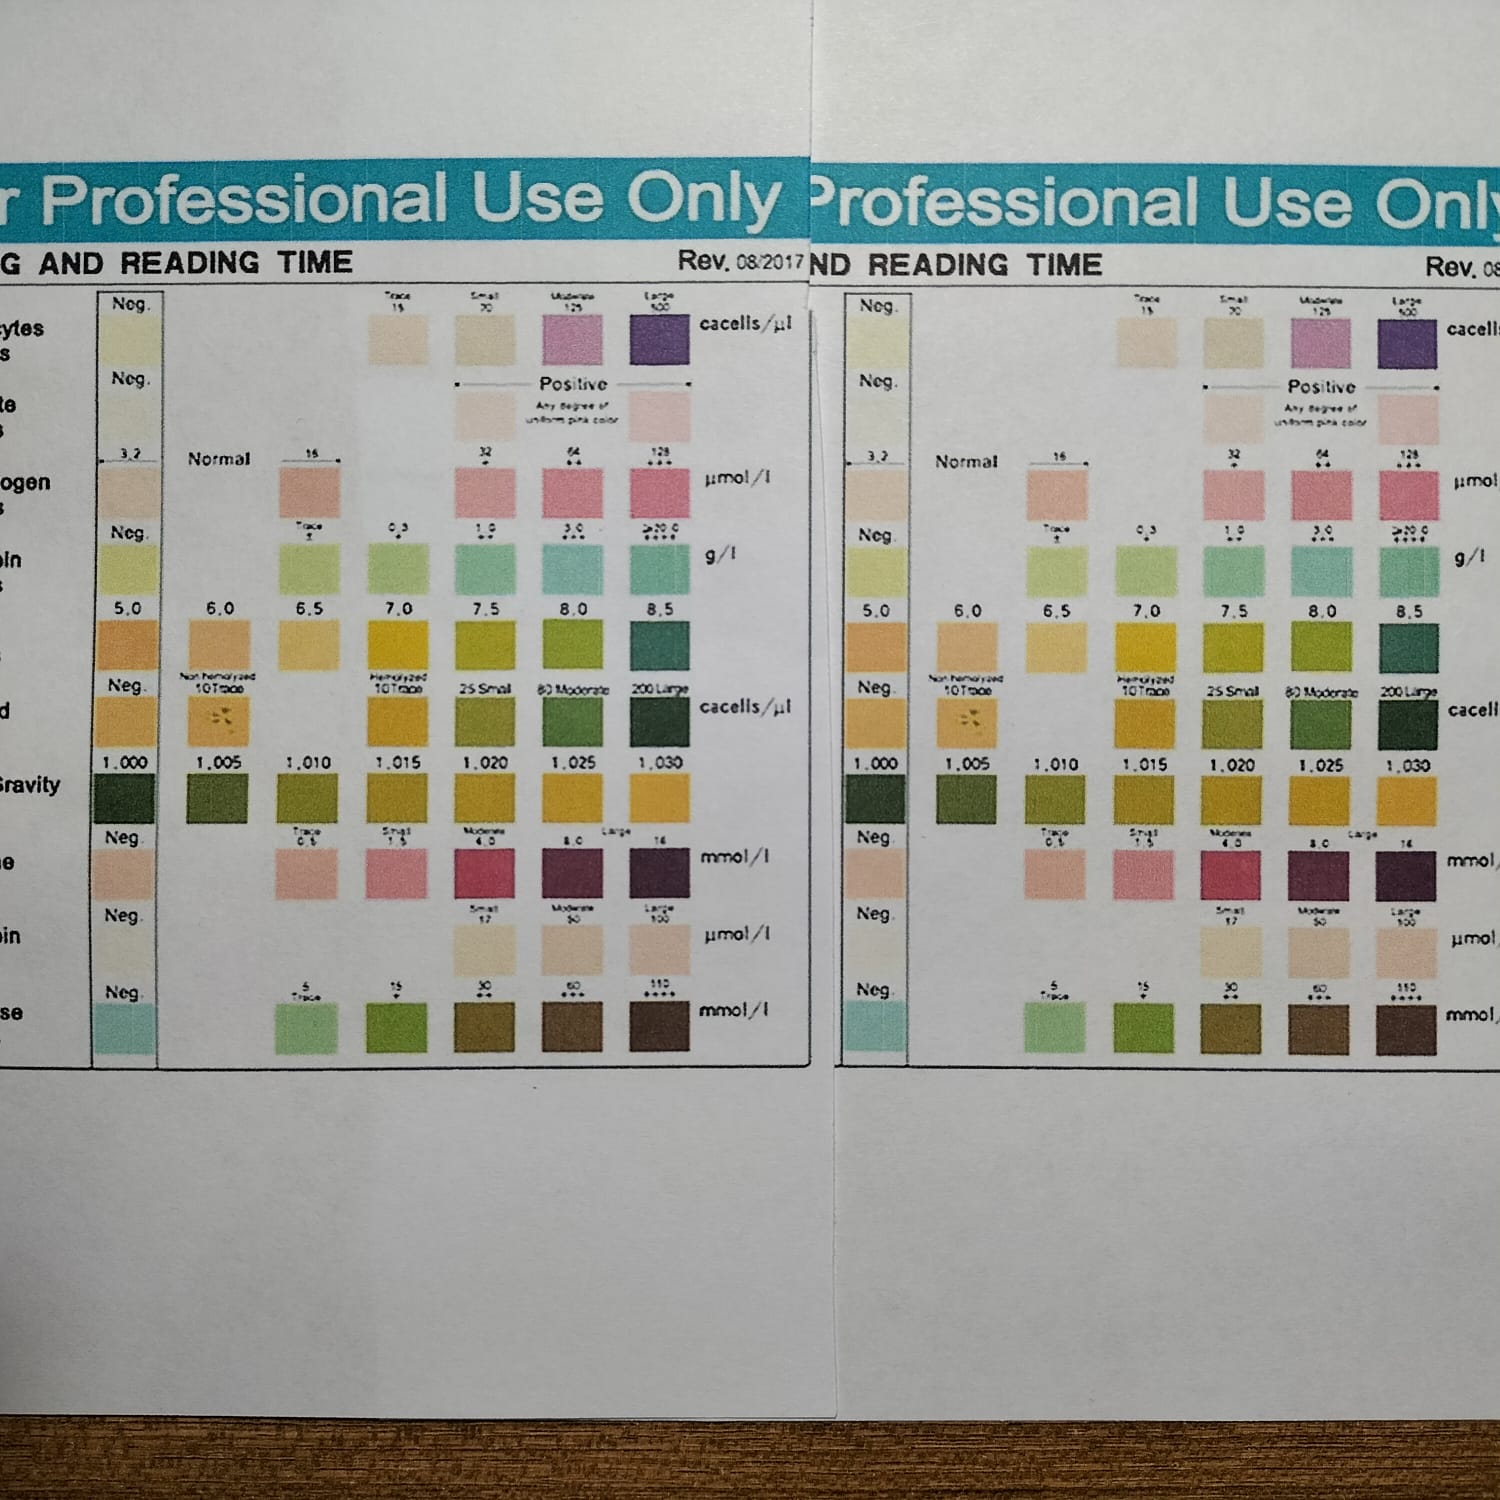 r Professional Use Only
G AND READING TIME Rev. 08/2017
Neg. Trace Small Moderate Large
15 70 125 500
cytes cacells/µl
s
Neg. Positive
te Any degree of
s uniform pink color
3.2 Normal 16 32 64 128
+ ++ +++
ogen µmol/l
s
Neg. Trace 0.3 1.0 3.0 ≥20.0
± + ++ +++ ++++
in g/l
s
5.0 6.0 6.5 7.0 7.5 8.0 8.5
Neg. Non hemolyzed Hemolyzed
10 Trace 10 Trace 25 Small 80 Moderate 200 Large
d cacells/µl
1.000 1.005 1.010 1.015 1.020 1.025 1.030
Gravity
Neg. Trace Small Moderate Large
0.5 1.5 4.0 8.0 16
e mmol/l
Neg. Small Moderate Large
17 50 100
in µmol/l
Neg. 5 15 30 60 110
Trace + ++ +++ ++++
se mmol/l
Professional Use Only
ND READING TIME Rev. 08
Neg. Trace Small Moderate Large
15 70 125 500
cacells
Neg. Positive
Any degree of
uniform pink color
3.2 Normal 16 32 64 128
+ ++ +++
µmol
Neg. Trace 0.3 1.0 3.0 ≥20.0
± + ++ +++ ++++
g/l
5.0 6.0 6.5 7.0 7.5 8.0 8.5
Neg. Non hemolyzed Hemolyzed
10 Trace 10 Trace 25 Small 80 Moderate 200 Large
cacell
1.000 1.005 1.010 1.015 1.020 1.025 1.030
Neg. Trace Small Moderate Large
0.5 1.5 4.0 8.0 16
mmol/
Neg. Small Moderate Large
17 50 100
µmol
Neg. 5 15 30 60 110
Trace + ++ +++ ++++
mmol/